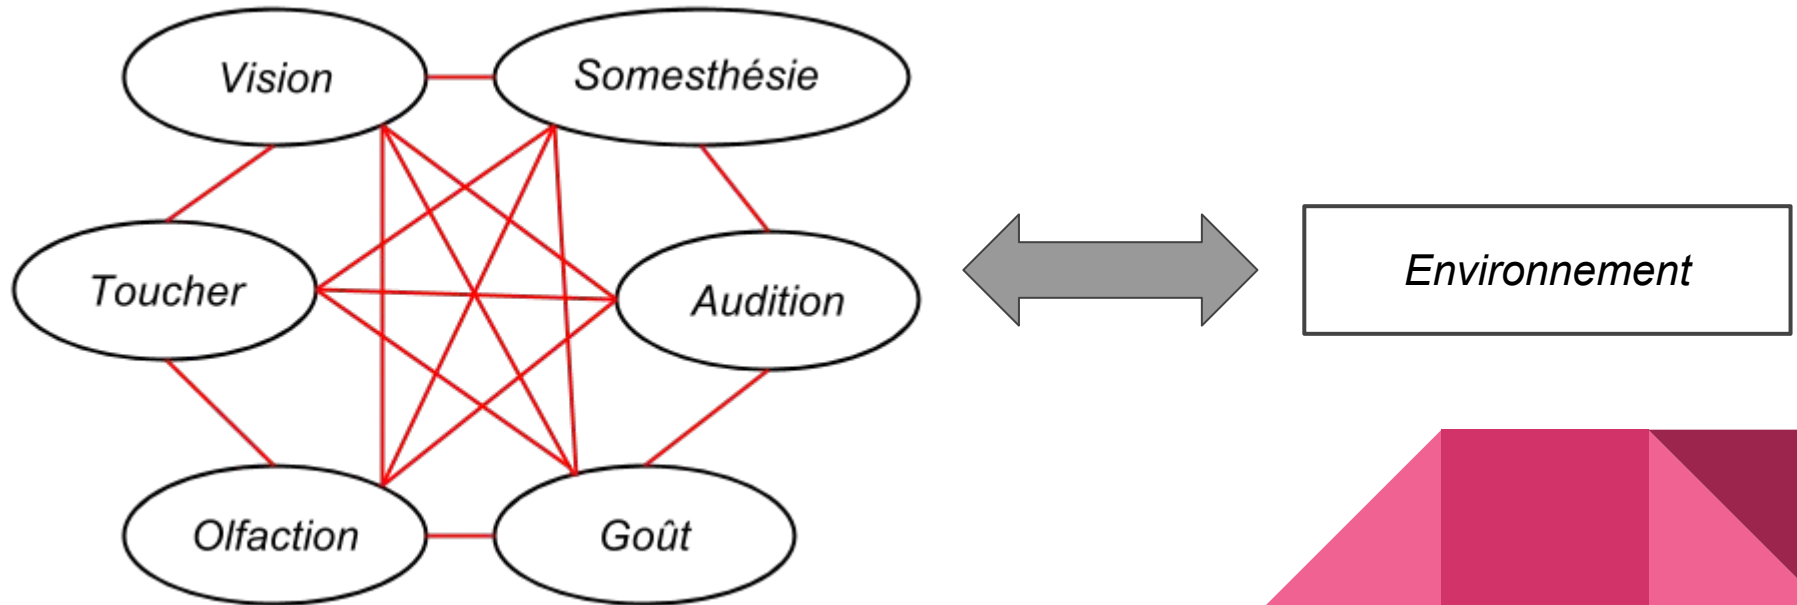 Vision
Somesthésie
Toucher
Audition
Environnement
Olfaction
Goût